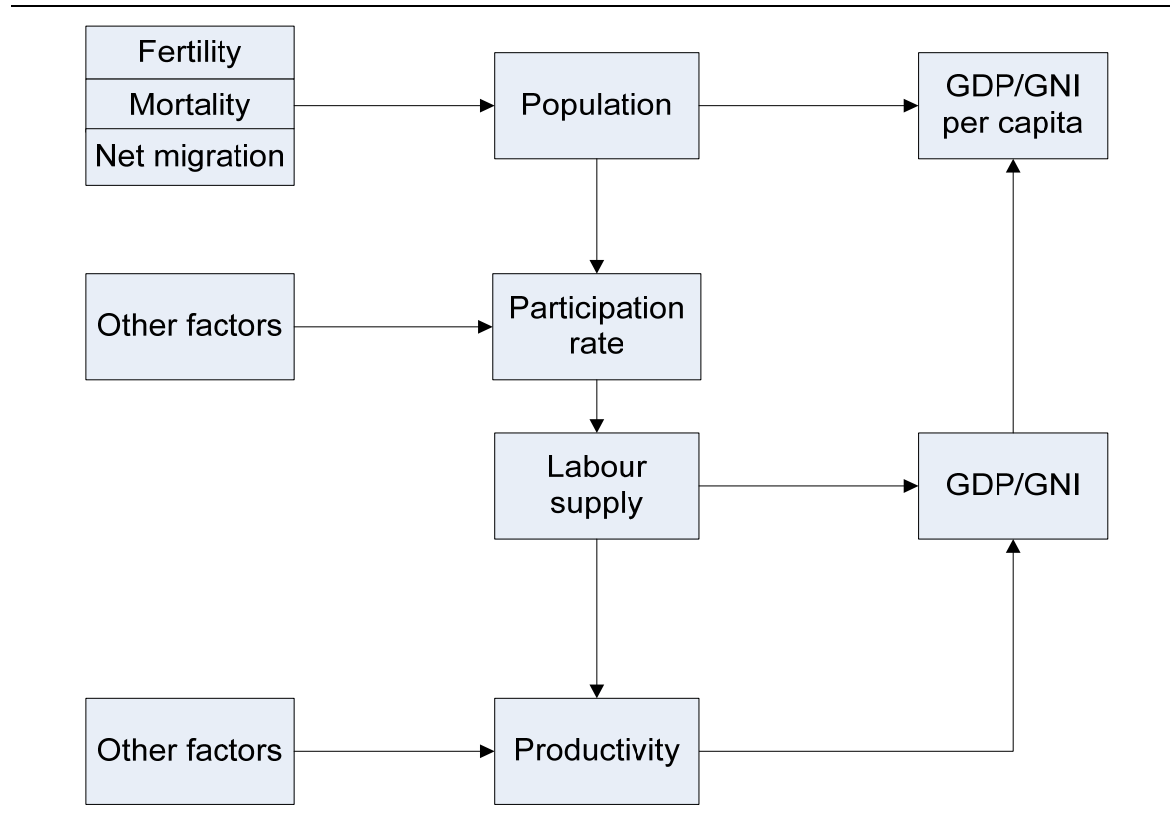 Fertility
Mortality
Net migration
Population
GDP/GNI
per capita
Other factors
Participation
rate
Labour
supply
GDP/GNI
Other factors
Productivity